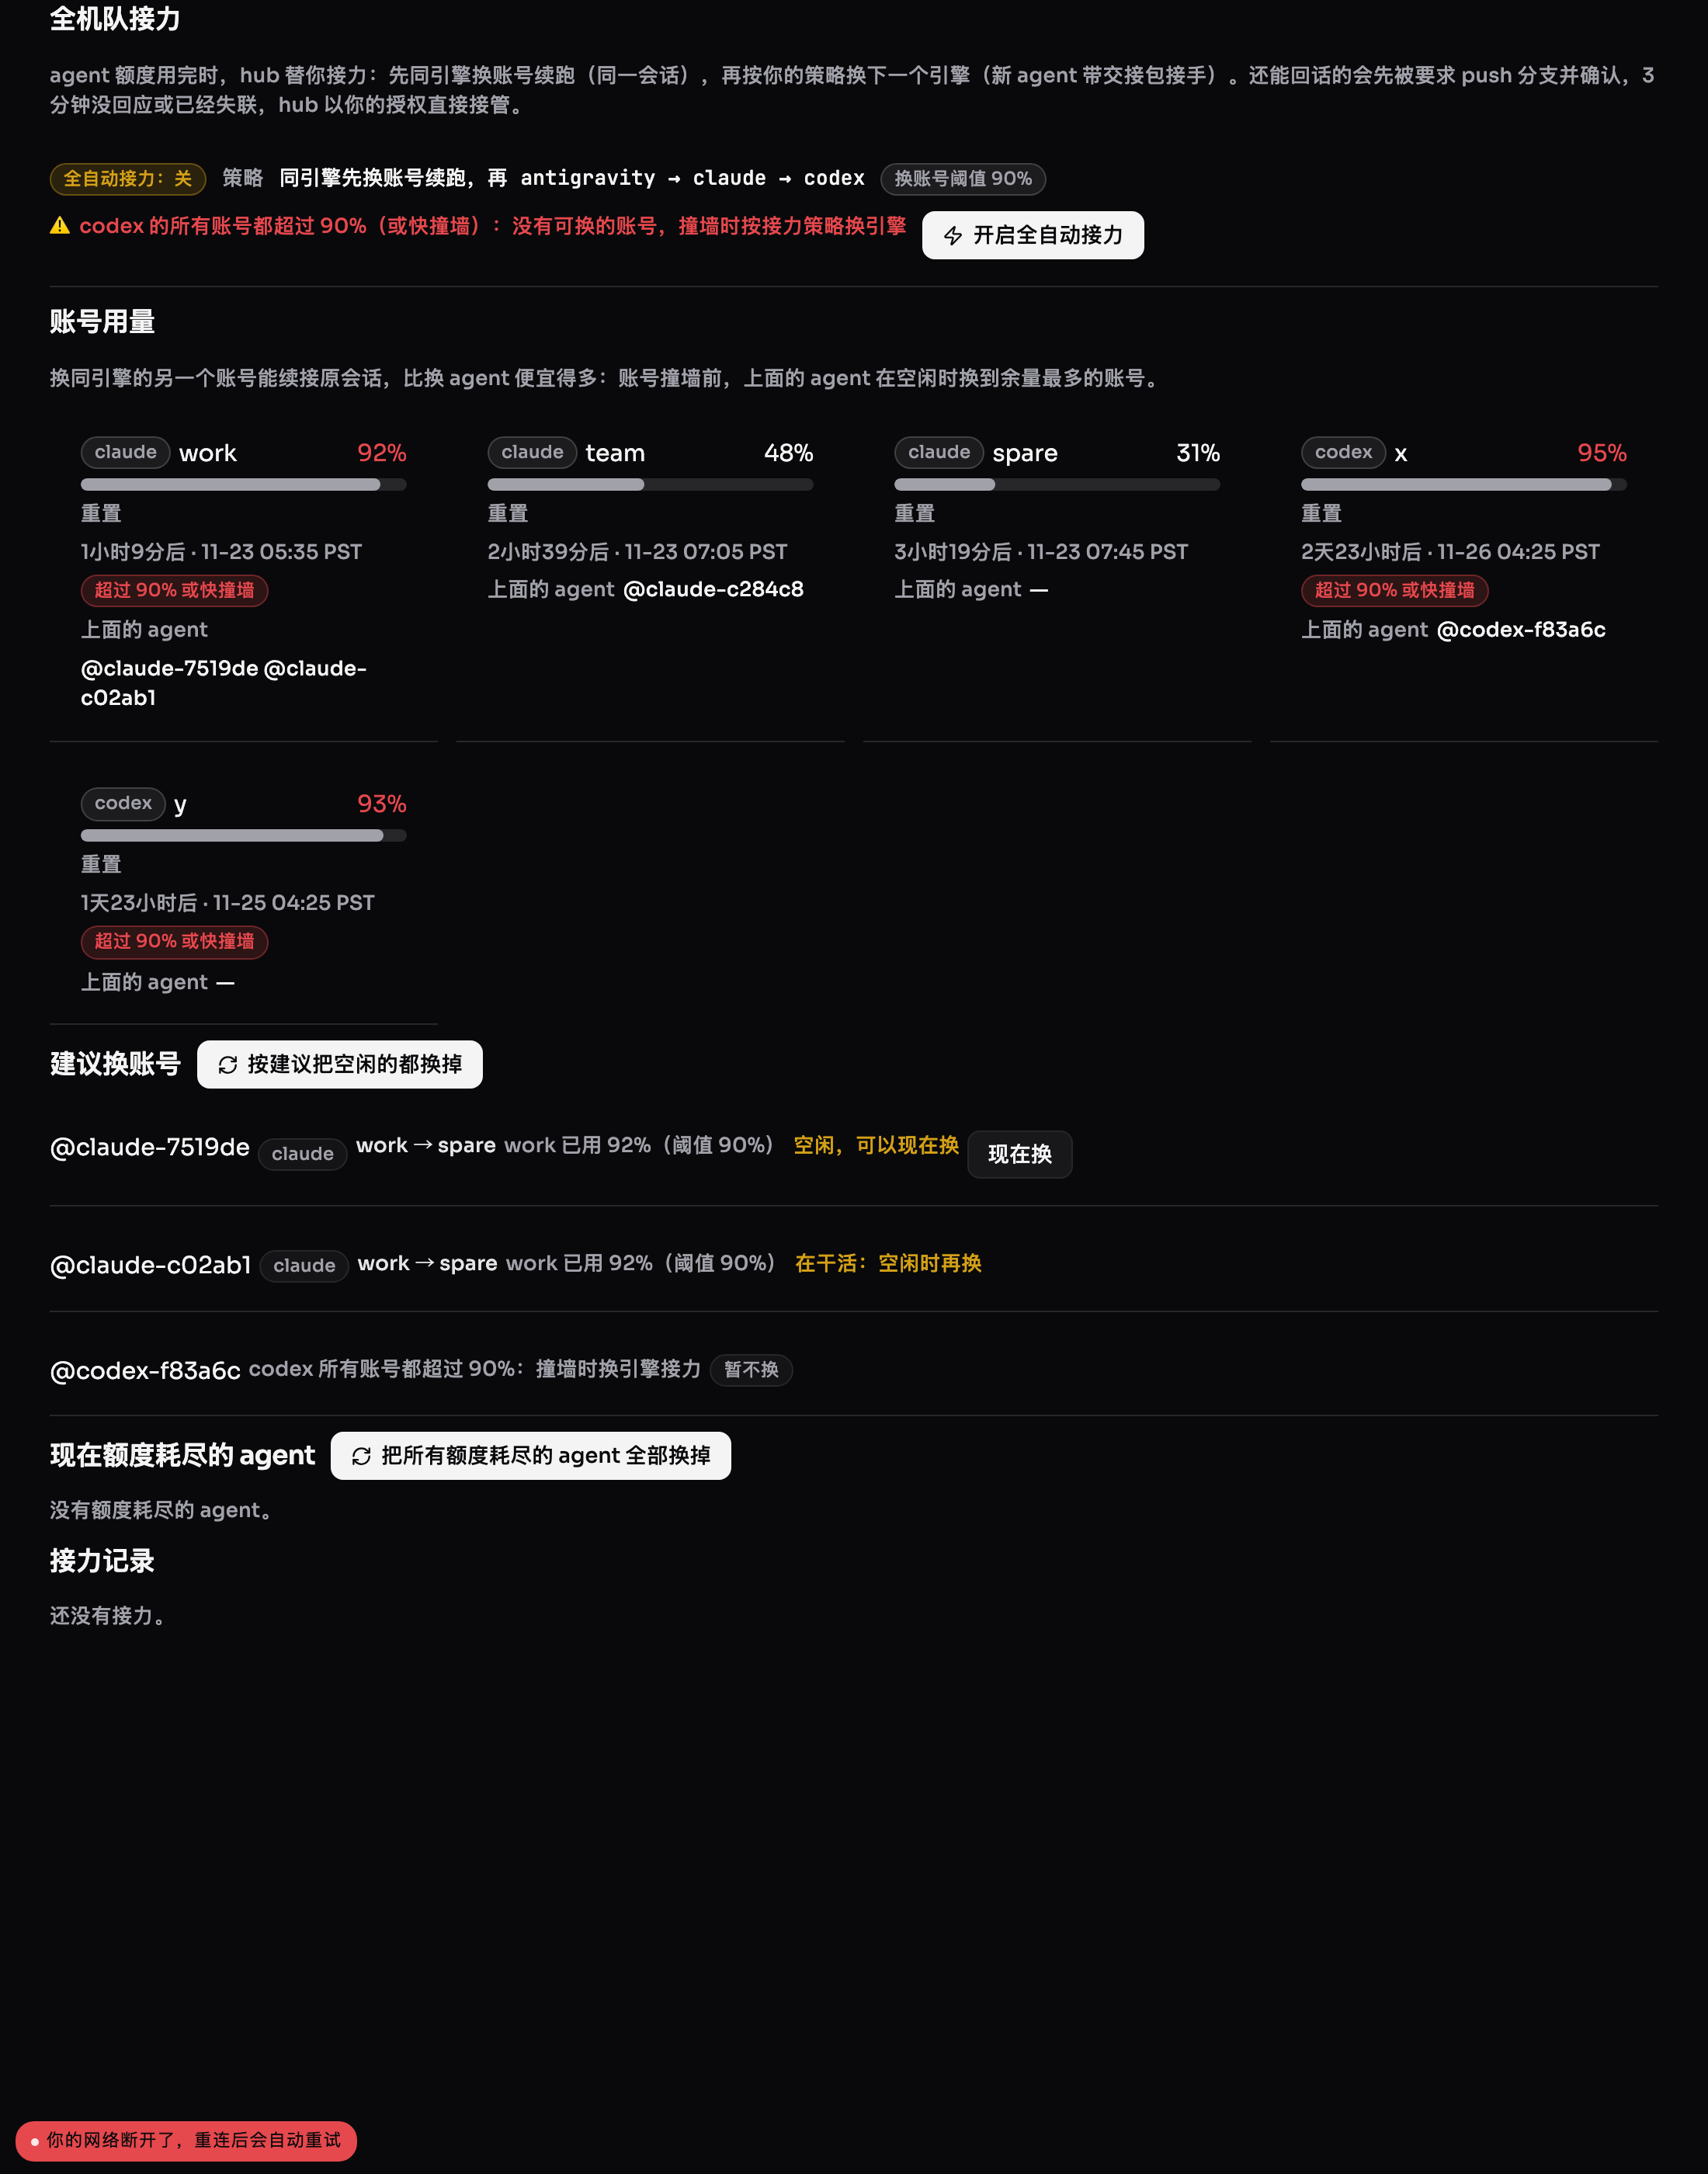 全机队接力
agent 额度用完时，hub 替你接力：先同引擎换账号续跑（同一会话），再按你的策略换下一个引擎（新 agent 带交接包接手）。还能回话的会先被要求 push 分支并确认，3
分钟没回应或已经失联，hub 以你的授权直接接管。
全自动接力：关 策略 同引擎先换账号续跑，再 antigravity → claude → codex 换账号阈值 90%
⚠ codex 的所有账号都超过 90%（或快撞墙）：没有可换的账号，撞墙时按接力策略换引擎 开启全自动接力
账号用量
换同引擎的另一个账号能续接原会话，比换 agent 便宜得多：账号撞墙前，上面的 agent 在空闲时换到余量最多的账号。
claude work 92%
重置
1小时9分后 · 11-23 05:35 PST
超过 90% 或快撞墙
上面的 agent
@claude-7519de @claude-
c02ab1
claude team 48%
重置
2小时39分后 · 11-23 07:05 PST
上面的 agent @claude-c284c8
claude spare 31%
重置
3小时19分后 · 11-23 07:45 PST
上面的 agent —
codex x 95%
重置
2天23小时后 · 11-26 04:25 PST
超过 90% 或快撞墙
上面的 agent @codex-f83a6c
codex y 93%
重置
1天23小时后 · 11-25 04:25 PST
超过 90% 或快撞墙
上面的 agent —
建议换账号 按建议把空闲的都换掉
@claude-7519de claude work → spare work 已用 92%（阈值 90%） 空闲，可以现在换 现在换
@claude-c02ab1 claude work → spare work 已用 92%（阈值 90%） 在干活：空闲时再换
@codex-f83a6c codex 所有账号都超过 90%：撞墙时换引擎接力 暂不换
现在额度耗尽的 agent 把所有额度耗尽的 agent 全部换掉
没有额度耗尽的 agent。
接力记录
还没有接力。
你的网络断开了，重连后会自动重试